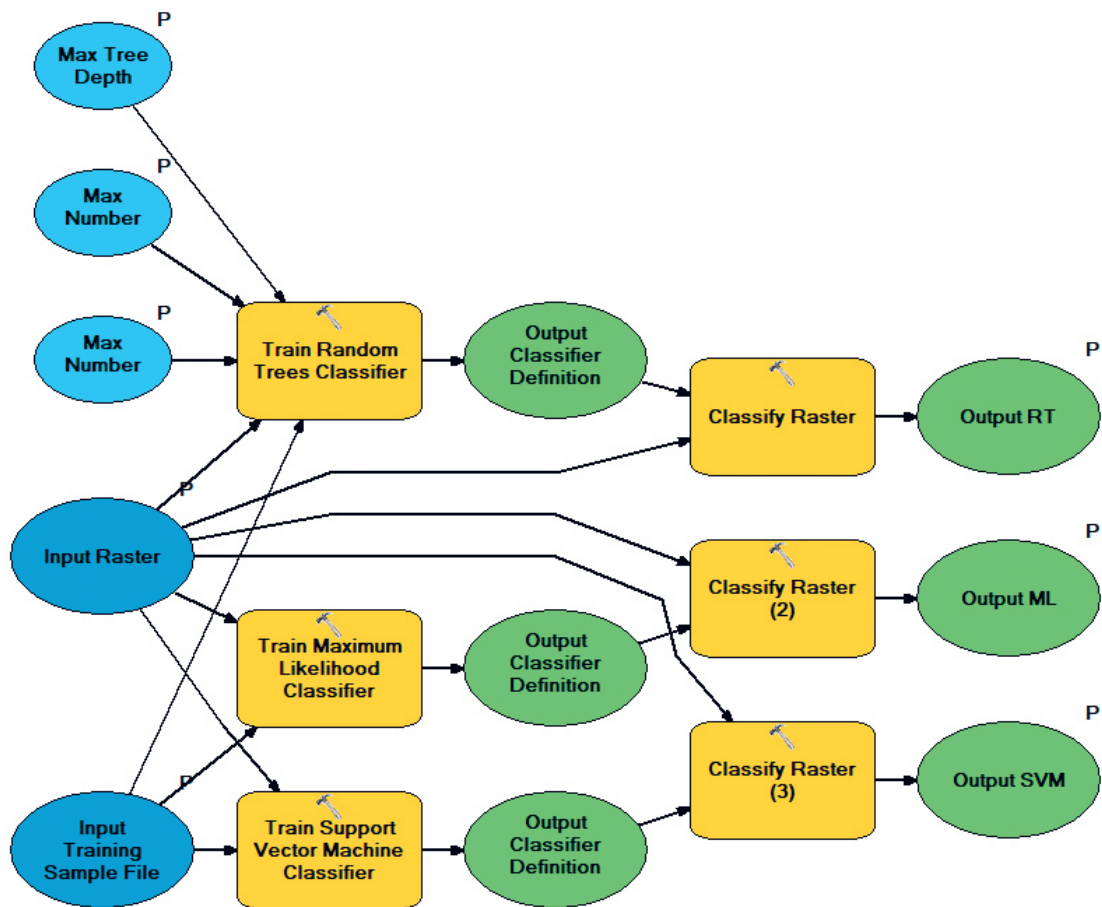 P
Max Tree
Depth
P
Max
Number
P
Max
Number
Train Random
Trees Classifier
Output
Classifier
Definition
Classify Raster
P
Output RT
P
Input Raster
Classify Raster
(2)
P
Output ML
Train Maximum
Likelihood
Classifier
Output
Classifier
Definition
Classify Raster
(3)
P
Output SVM
P
Input
Training
Sample File
Train Support
Vector Machine
Classifier
Output
Classifier
Definition